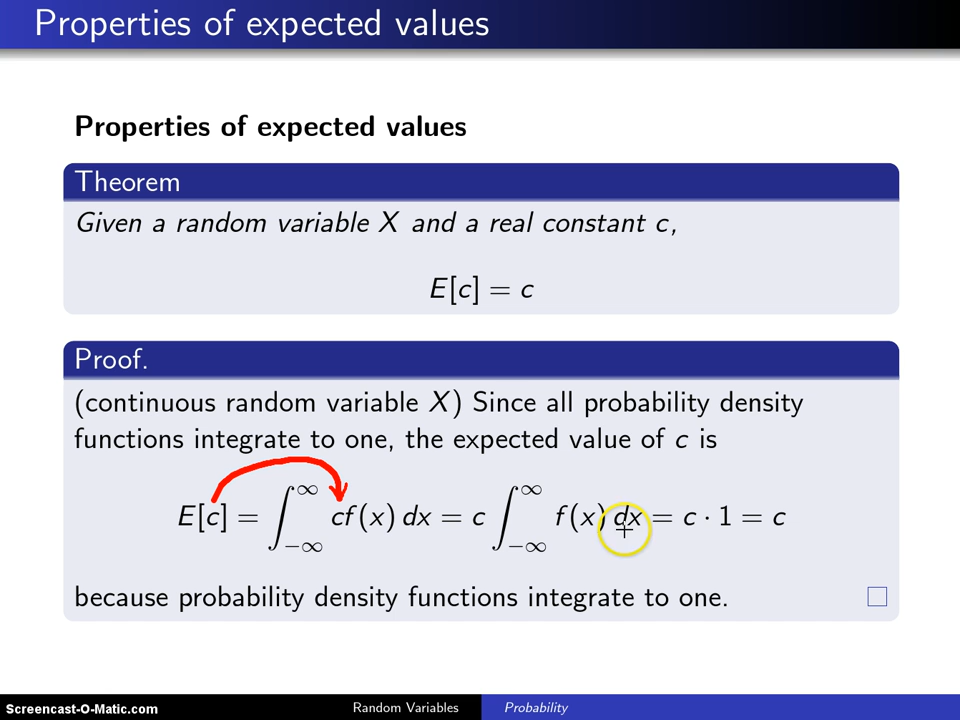 Properties of expected values
Properties of expected values
Theorem
Given a random variable X and a real constant c,
E[c] = c
Proof.
(continuous random variable X) Since all probability density
functions integrate to one, the expected value of c is
E[c] = ∫_{−∞}^{∞} cf(x) dx = c ∫_{−∞}^{∞} f(x) dx = c · 1 = c
because probability density functions integrate to one. □
Screencast-O-Matic.com Random Variables Probability